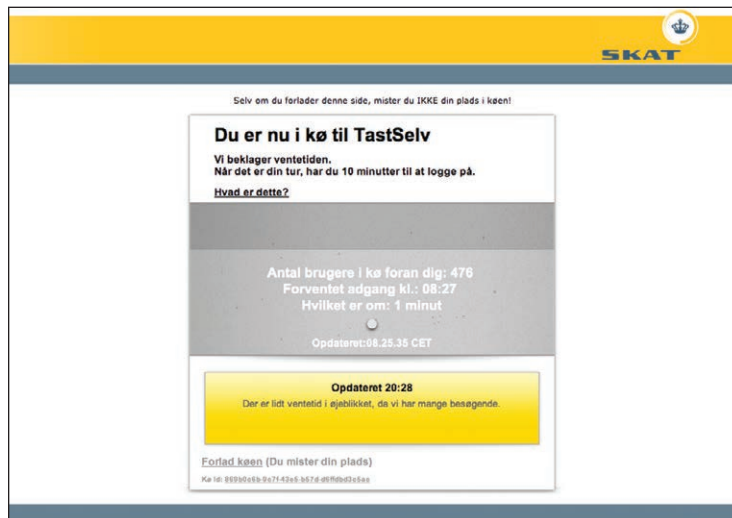 SKAT
Selv om du forlader denne side, mister du IKKE din plads i køen!
Du er nu i kø til TastSelv
Vi beklager ventetiden.
Når det er din tur, har du 10 minutter til at logge på.
Hvad er dette?
Antal brugere i kø foran dig: 476
Forventet adgang kl.: 08:27
Hvilket er om: 1 minut
Opdateret:08.25.35 CET
Opdateret 20:28
Der er lidt ventetid i øjeblikket, da vi har mange besøgende.
Forlad køen (Du mister din plads)
Kø Id: